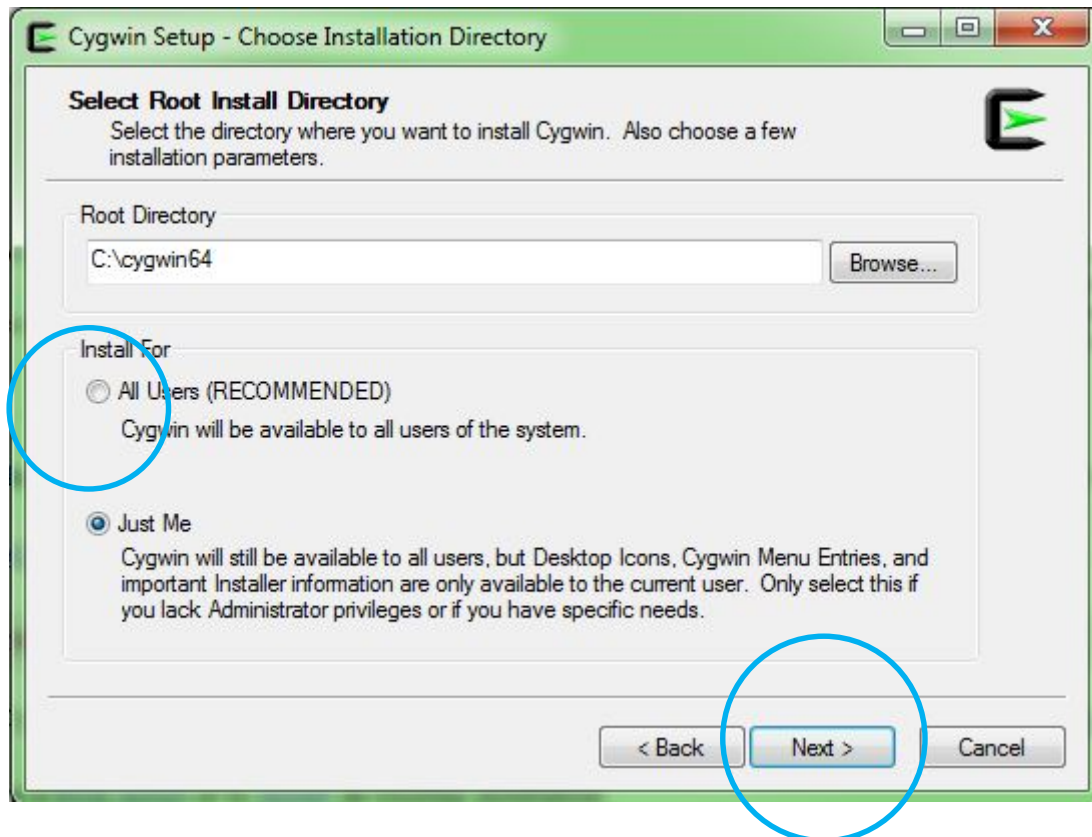 Cygwin Setup - Choose Installation Directory
Select Root Install Directory
Select the directory where you want to install Cygwin. Also choose a few
installation parameters.
Root Directory
C:\cygwin64
Browse...
Install For
All Users (RECOMMENDED)
Cygwin will be available to all users of the system.
Just Me
Cygwin will still be available to all users, but Desktop Icons, Cygwin Menu Entries, and
important Installer information are only available to the current user. Only select this if
you lack Administrator privileges or if you have specific needs.
< Back
Next >
Cancel